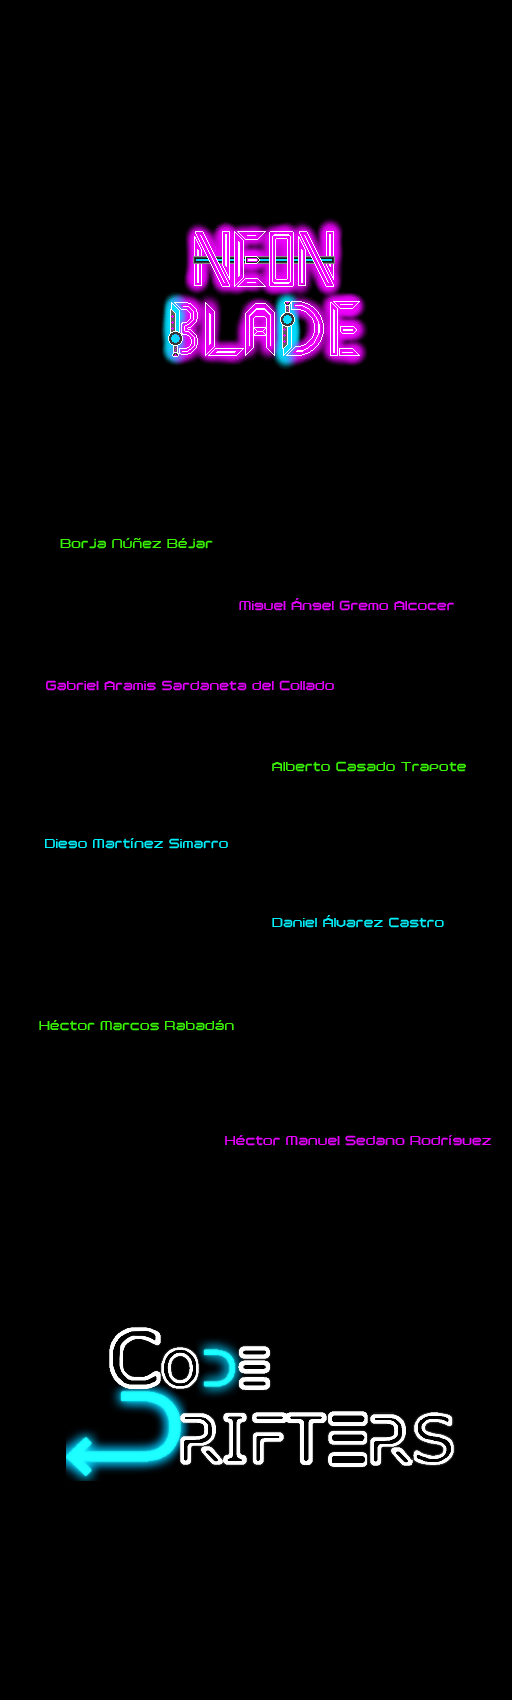 NEON
BLADE
Borja Núñez Béjar
Miguel Ángel Gremo Alcocer
Gabriel Aramis Sardaneta del Collado
Alberto Casado Trapote
Diego Martínez Simarro
Daniel Álvarez Castro
Héctor Marcos Rabadán
Héctor Manuel Sedano Rodríguez
CODE
DRIFTERS